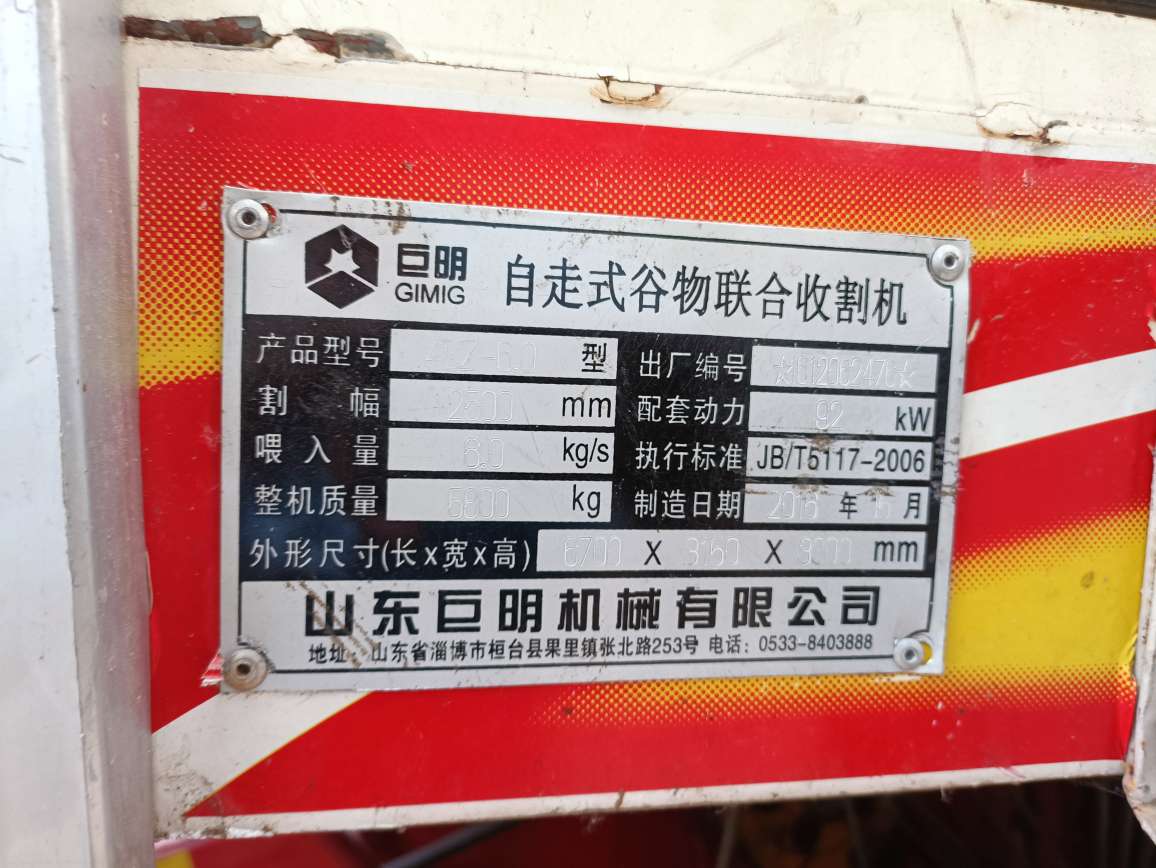 巨明
GIMIG
自走式谷物联合收割机
产品型号 型 出厂编号
割幅 mm 配套动力 92 kW
喂入量 8.0 kg/s 执行标准 JB/T5117-2006
整机质量 6800 kg 制造日期 年 月
外形尺寸(长x宽x高) 6700 X 3150 X mm
山东巨明机械有限公司
地址：山东省淄博市桓台县果里镇张北路253号 电话：0533-8403888